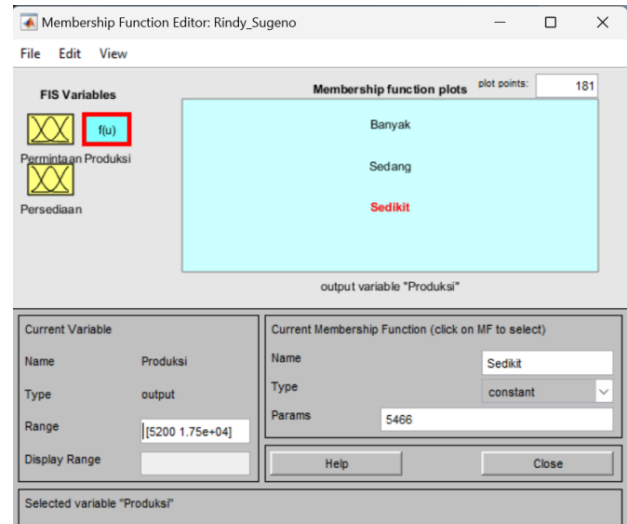 Membership Function Editor: Rindy_Sugeno
File Edit View
FIS Variables
f(u)
Permintaan Produksi
Persediaan
Membership function plots plot points: 181
Banyak
Sedang
Sedikit
output variable "Produksi"
Current Variable
Name Produksi
Type output
Range [5200 1.75e+04]
Display Range
Current Membership Function (click on MF to select)
Name Sedikit
Type constant
Params 5466
Help Close
Selected variable "Produksi"